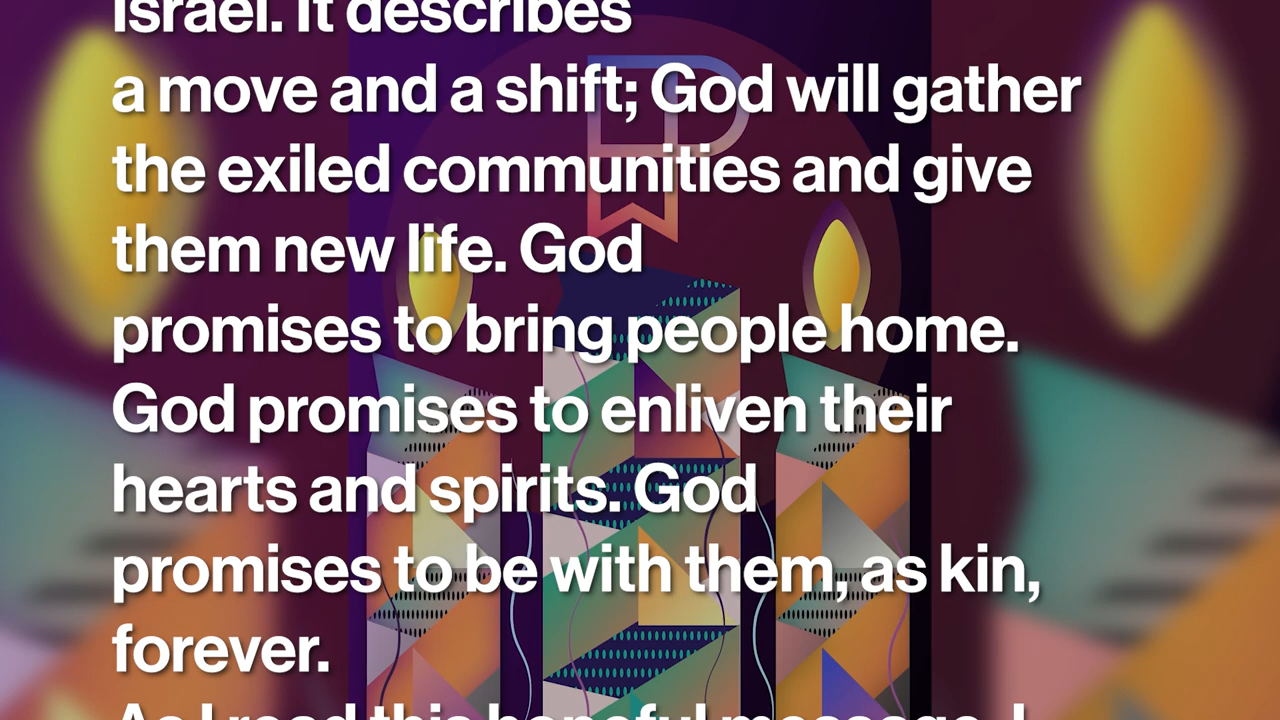 Israel. It describes
a move and a shift; God will gather
the exiled communities and give
them new life. God
promises to bring people home.
God promises to enliven their
hearts and spirits. God
promises to be with them, as kin,
forever.
As I read this hopeful message, I